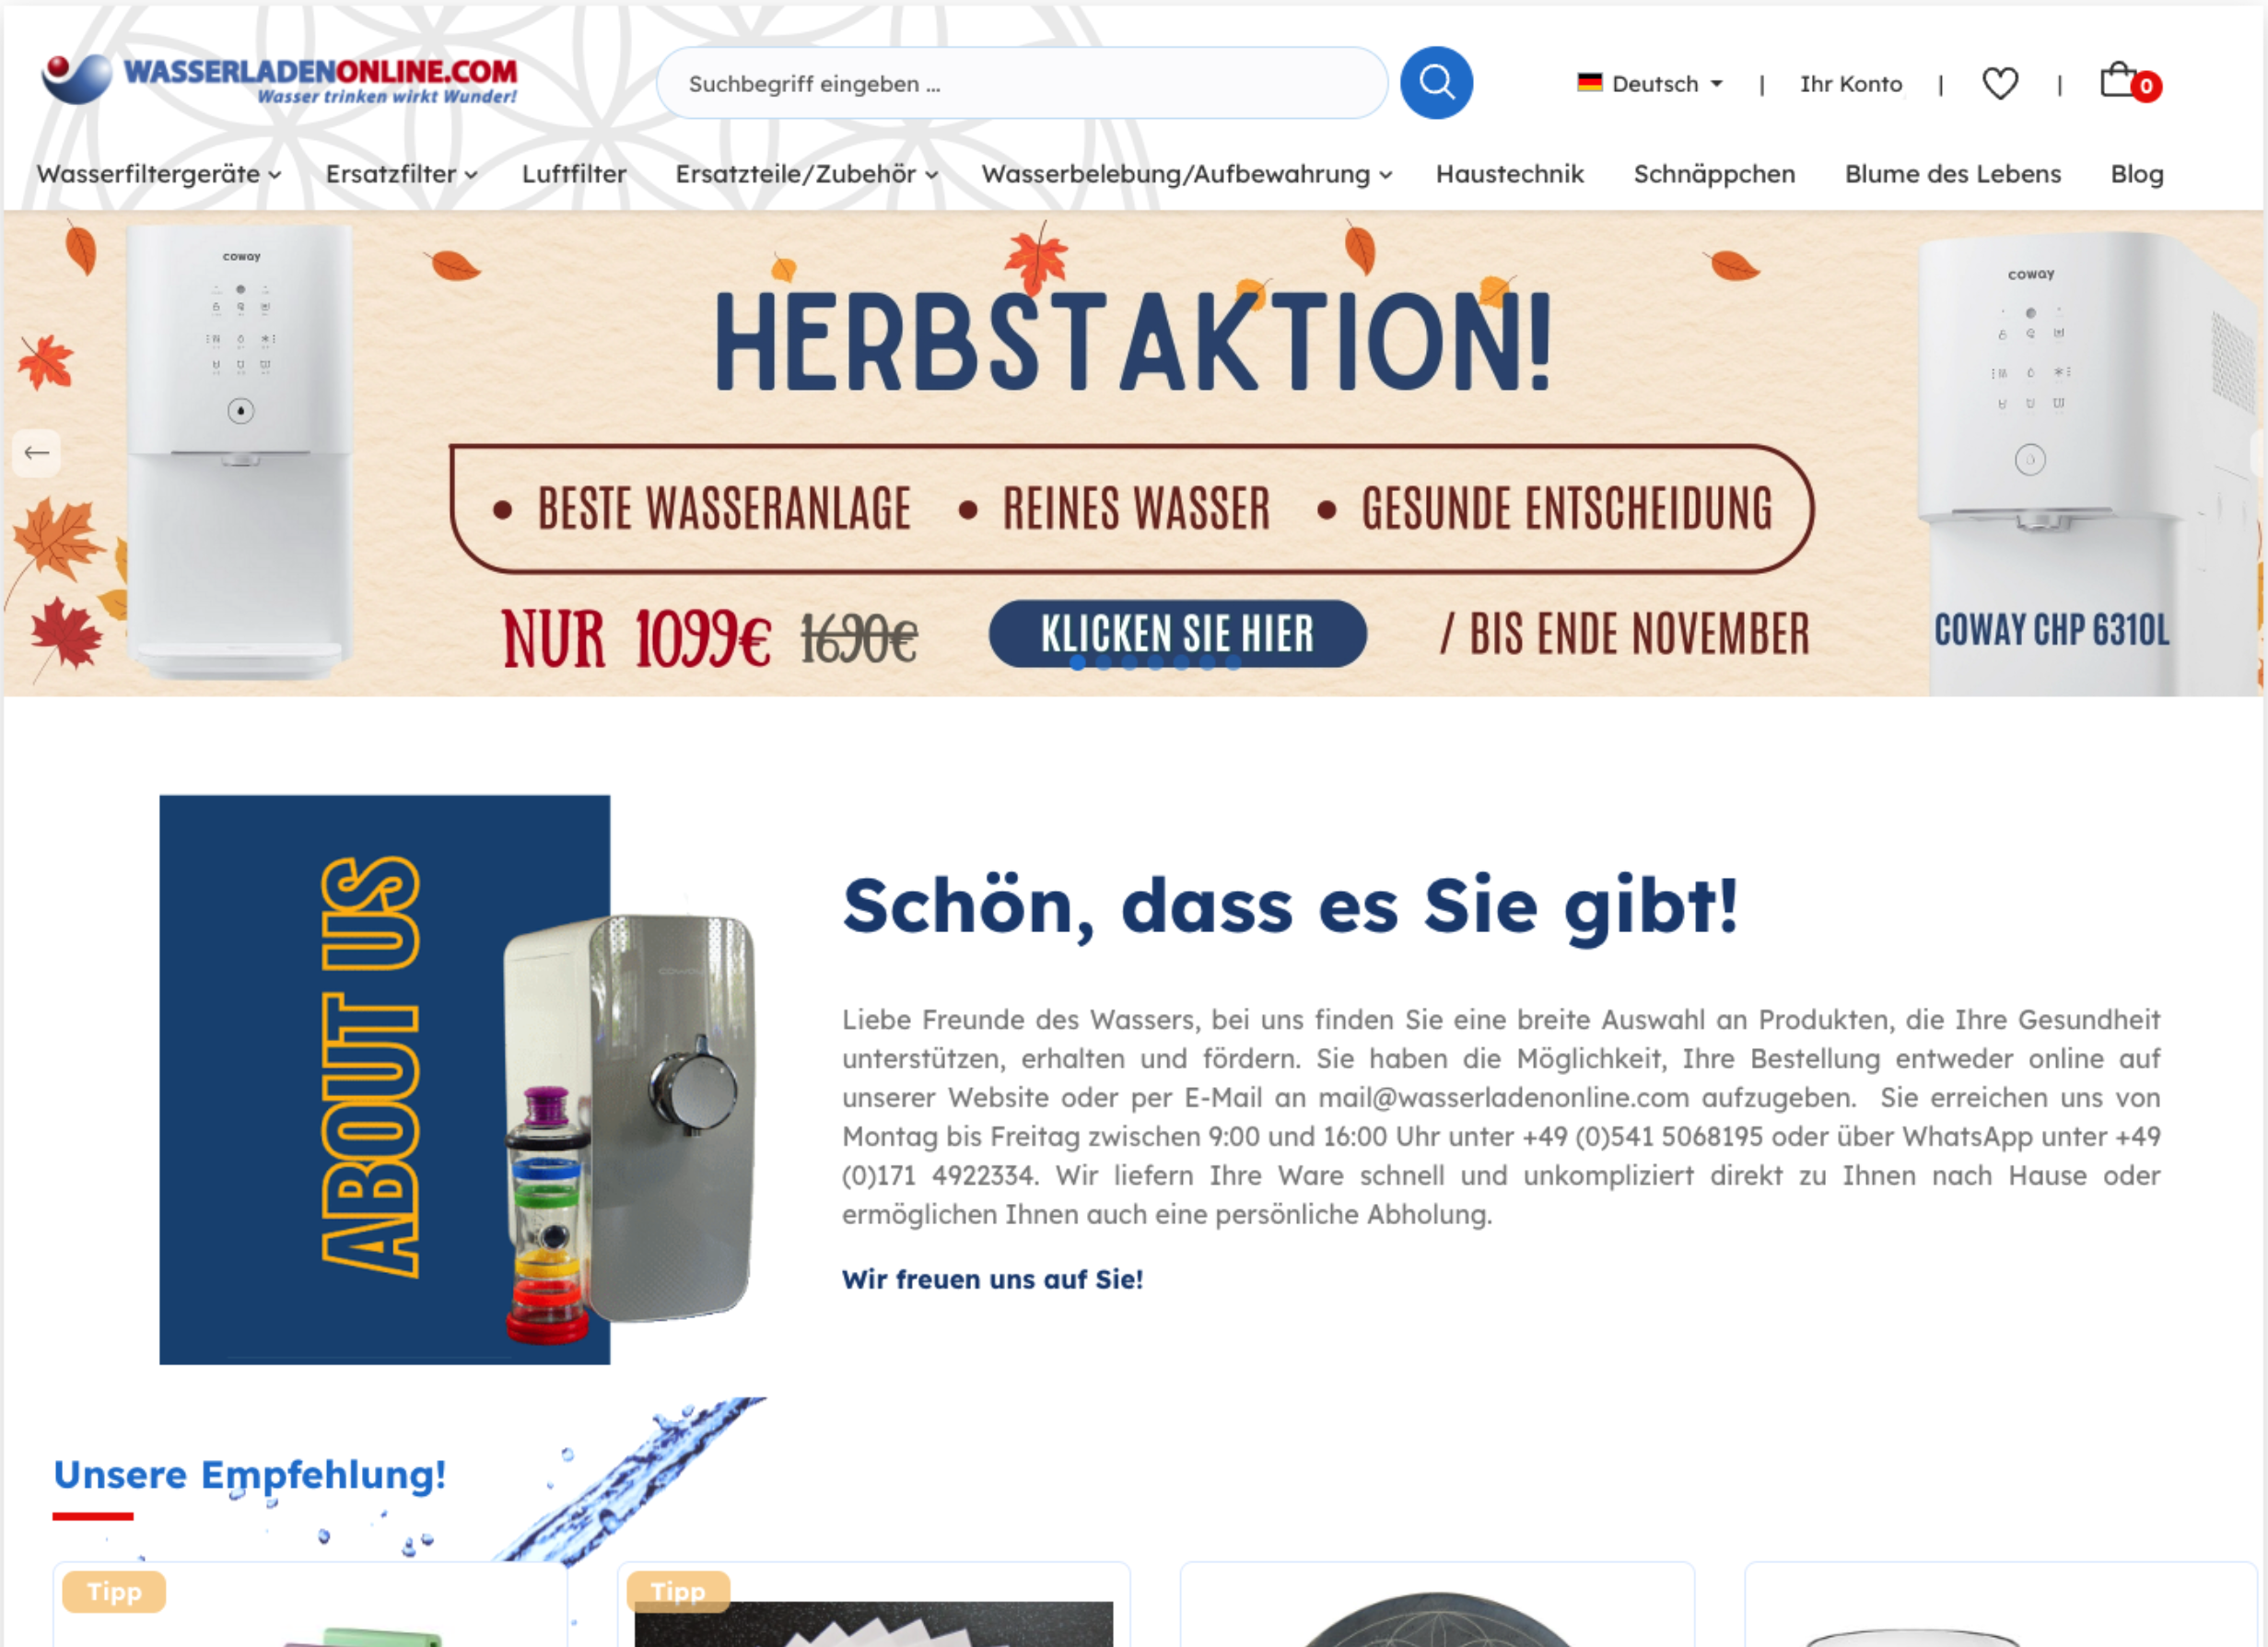 WASSERLADENONLINE.COM
Wasser trinken wirkt Wunder!
Suchbegriff eingeben ...
Deutsch | Ihr Konto | | 0
Wasserfiltergeräte Ersatzfilter Luftfilter Ersatzteile/Zubehör Wasserbelebung/Aufbewahrung Haustechnik Schnäppchen Blume des Lebens Blog
coway
coway
HERBSTAKTION!
• BESTE WASSERANLAGE • REINES WASSER • GESUNDE ENTSCHEIDUNG
NUR 1099€ 1690€ KLICKEN SIE HIER / BIS ENDE NOVEMBER
COWAY CHP 6310L
ABOUT US
coway
Schön, dass es Sie gibt!
Liebe Freunde des Wassers, bei uns finden Sie eine breite Auswahl an Produkten, die Ihre Gesundheit
unterstützen, erhalten und fördern. Sie haben die Möglichkeit, Ihre Bestellung entweder online auf
unserer Website oder per E-Mail an mail@wasserladenonline.com aufzugeben. Sie erreichen uns von
Montag bis Freitag zwischen 9:00 und 16:00 Uhr unter +49 (0)541 5068195 oder über WhatsApp unter +49
(0)171 4922334. Wir liefern Ihre Ware schnell und unkompliziert direkt zu Ihnen nach Hause oder
ermöglichen Ihnen auch eine persönliche Abholung.
Wir freuen uns auf Sie!
Unsere Empfehlung!
Tipp
Tipp